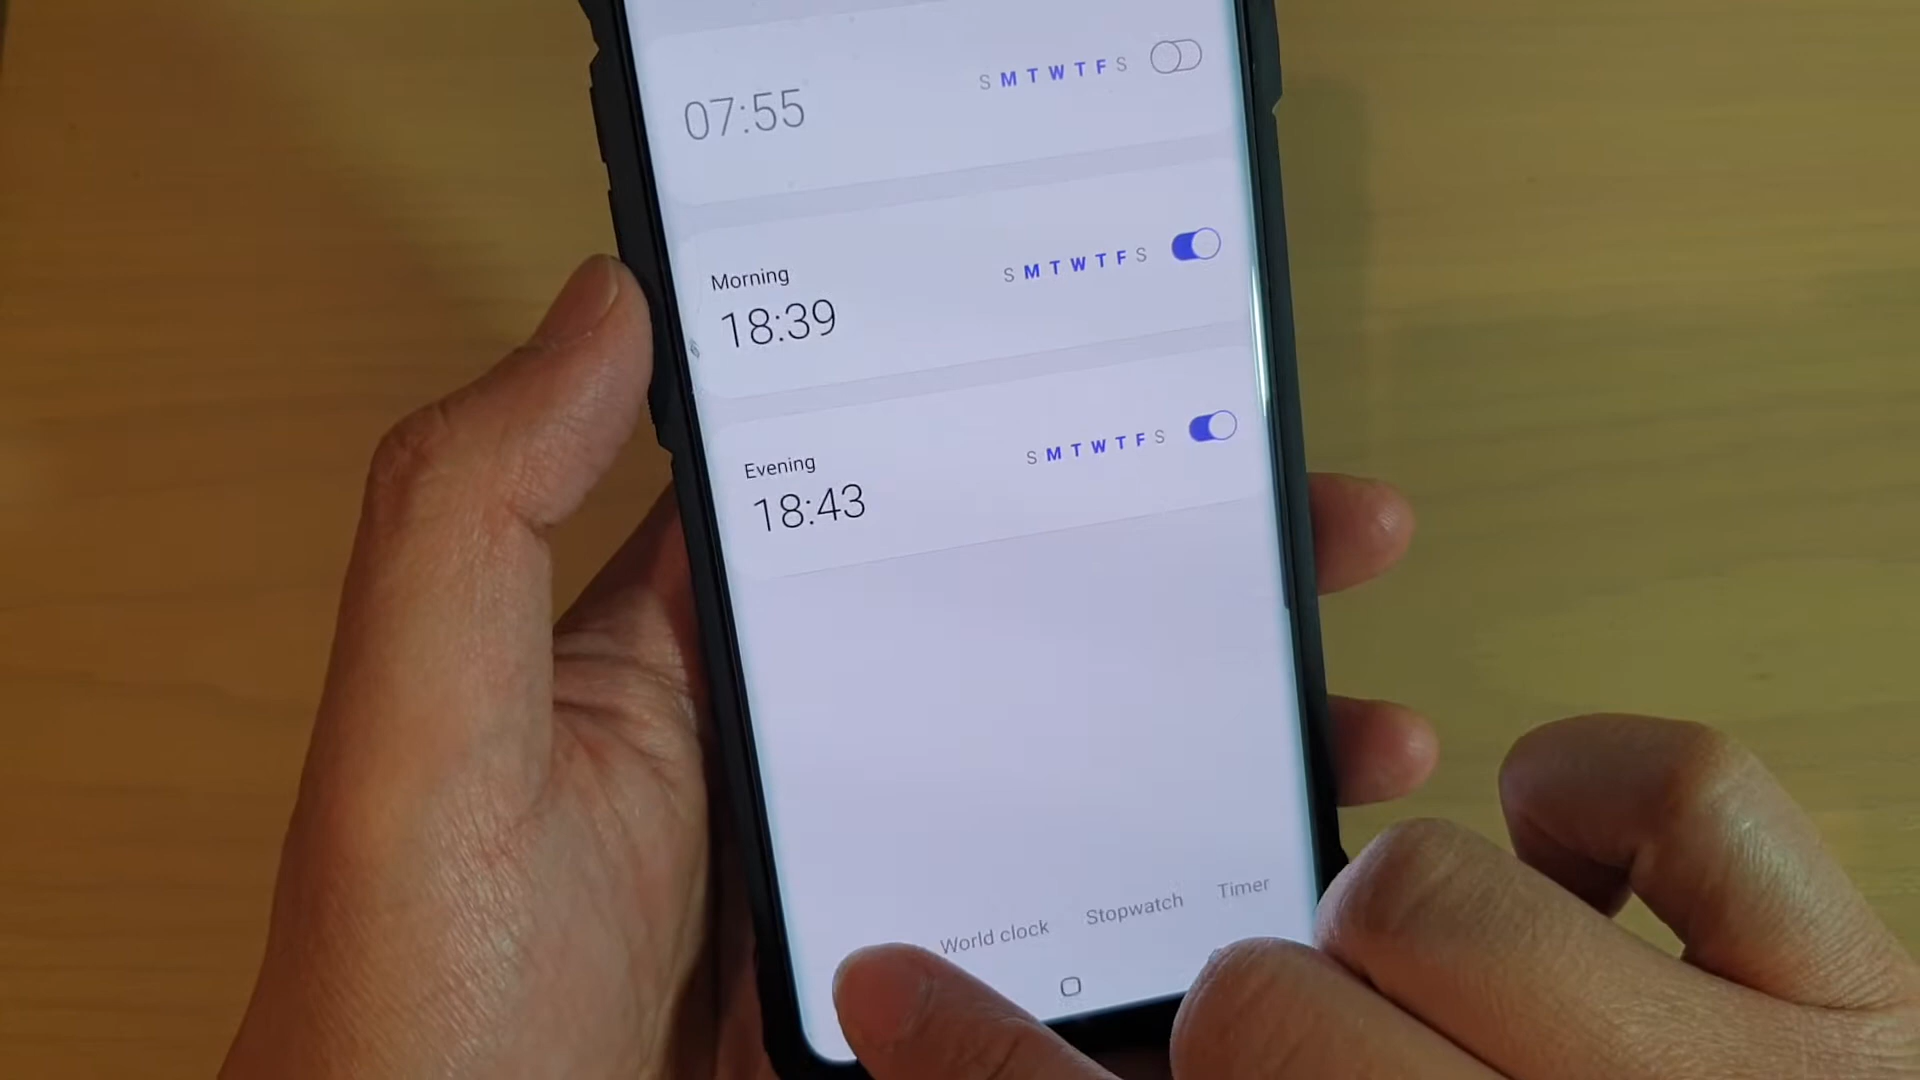 07:55 S M T W T F S
Morning
18:39 S M T W T F S
Evening
18:43 S M T W T F S
World clock Stopwatch Timer